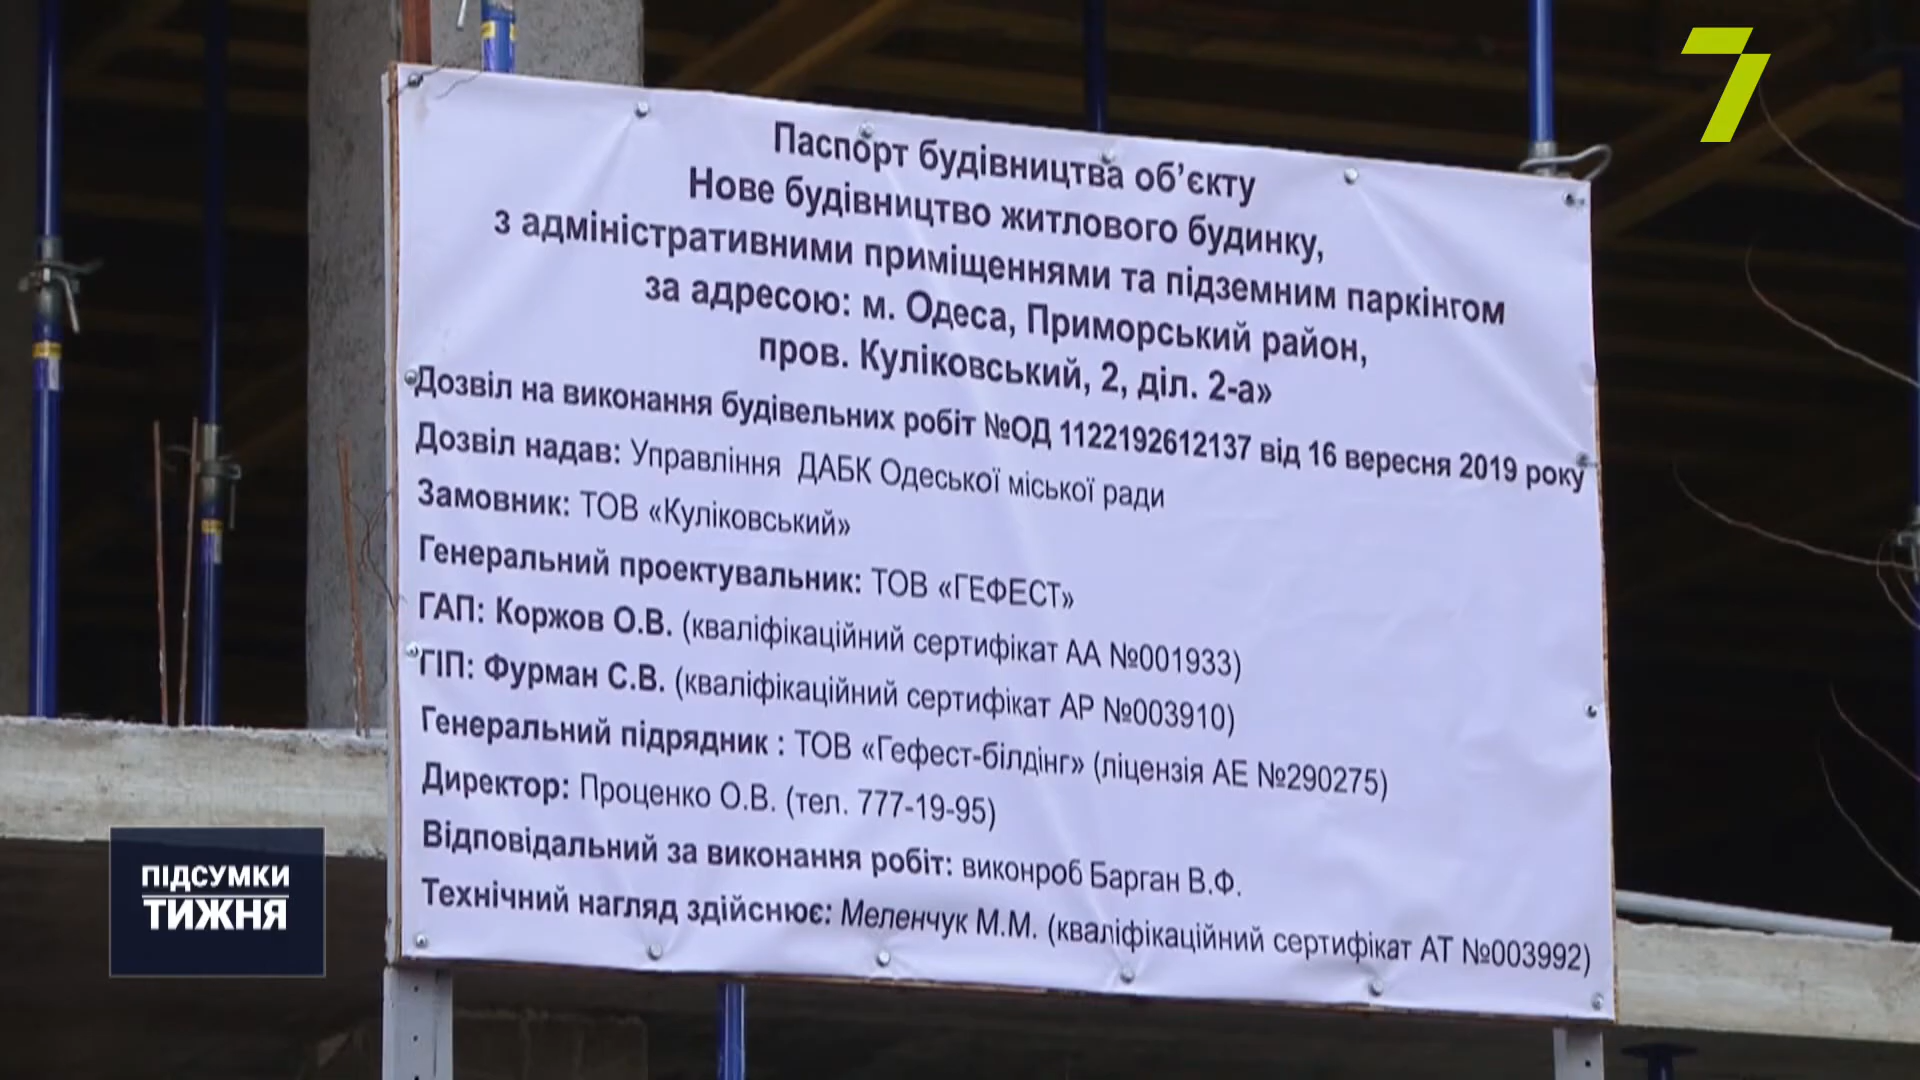 7
Паспорт будівництва об’єкту
Нове будівництво житлового будинку,
з адміністративними приміщеннями та підземним паркінгом
за адресою: м. Одеса, Приморський район,
пров. Куліковський, 2, діл. 2-а»
Дозвіл на виконання будівельних робіт №ОД 1122192612137 від 16 вересня 2019 року
Дозвіл надав: Управління ДАБК Одеської міської ради
Замовник: ТОВ «Куліковський»
Генеральний проектувальник: ТОВ «ГЕФЕСТ»
ГАП: Коржов О.В. (кваліфікаційний сертифікат АА №001933)
ГІП: Фурман С.В. (кваліфікаційний сертифікат АР №003910)
Генеральний підрядник : ТОВ «Гефест-білдінг» (ліцензія АЕ №290275)
Директор: Проценко О.В. (тел. 777-19-95)
Відповідальний за виконання робіт: виконроб Барган В.Ф.
Технічний нагляд здійснює: Меленчук М.М. (кваліфікаційний сертифікат АТ №003992)
ПІДСУМКИ
ТИЖНЯ